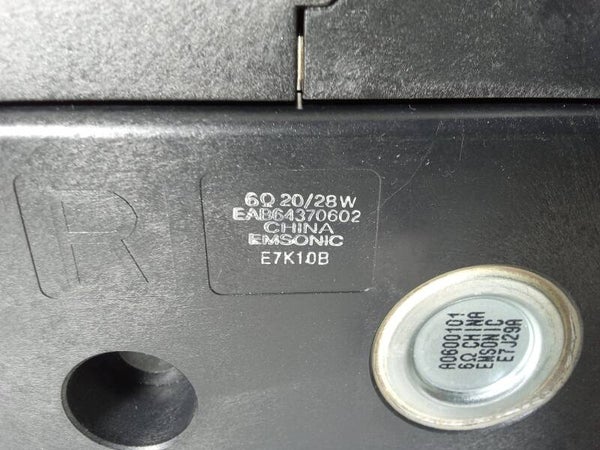 R
6Ω 20/28W
EAB64370602
CHINA
EMSONIC
E7K10B
A0600101
6Ω CHINA
EMSONIC
E7J29A